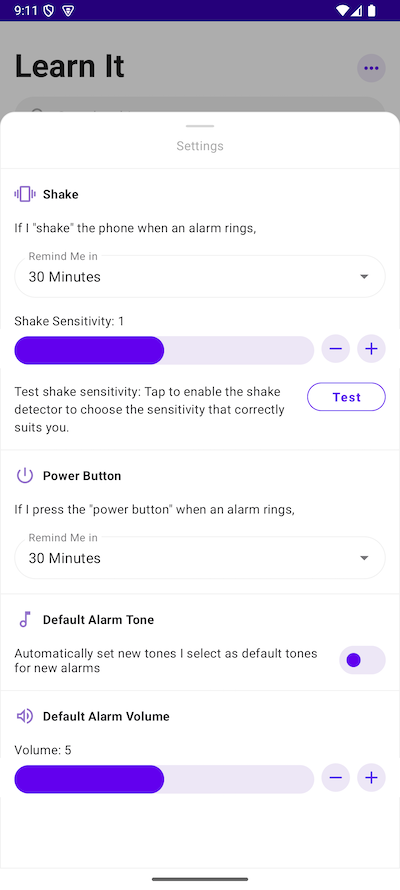 9:11
Learn It
Settings
Shake
If I "shake" the phone when an alarm rings,
Remind Me in
30 Minutes
Shake Sensitivity: 1
Test shake sensitivity: Tap to enable the shake
detector to choose the sensitivity that correctly
suits you.
Test
Power Button
If I press the "power button" when an alarm rings,
Remind Me in
30 Minutes
Default Alarm Tone
Automatically set new tones I select as default tones
for new alarms
Default Alarm Volume
Volume: 5